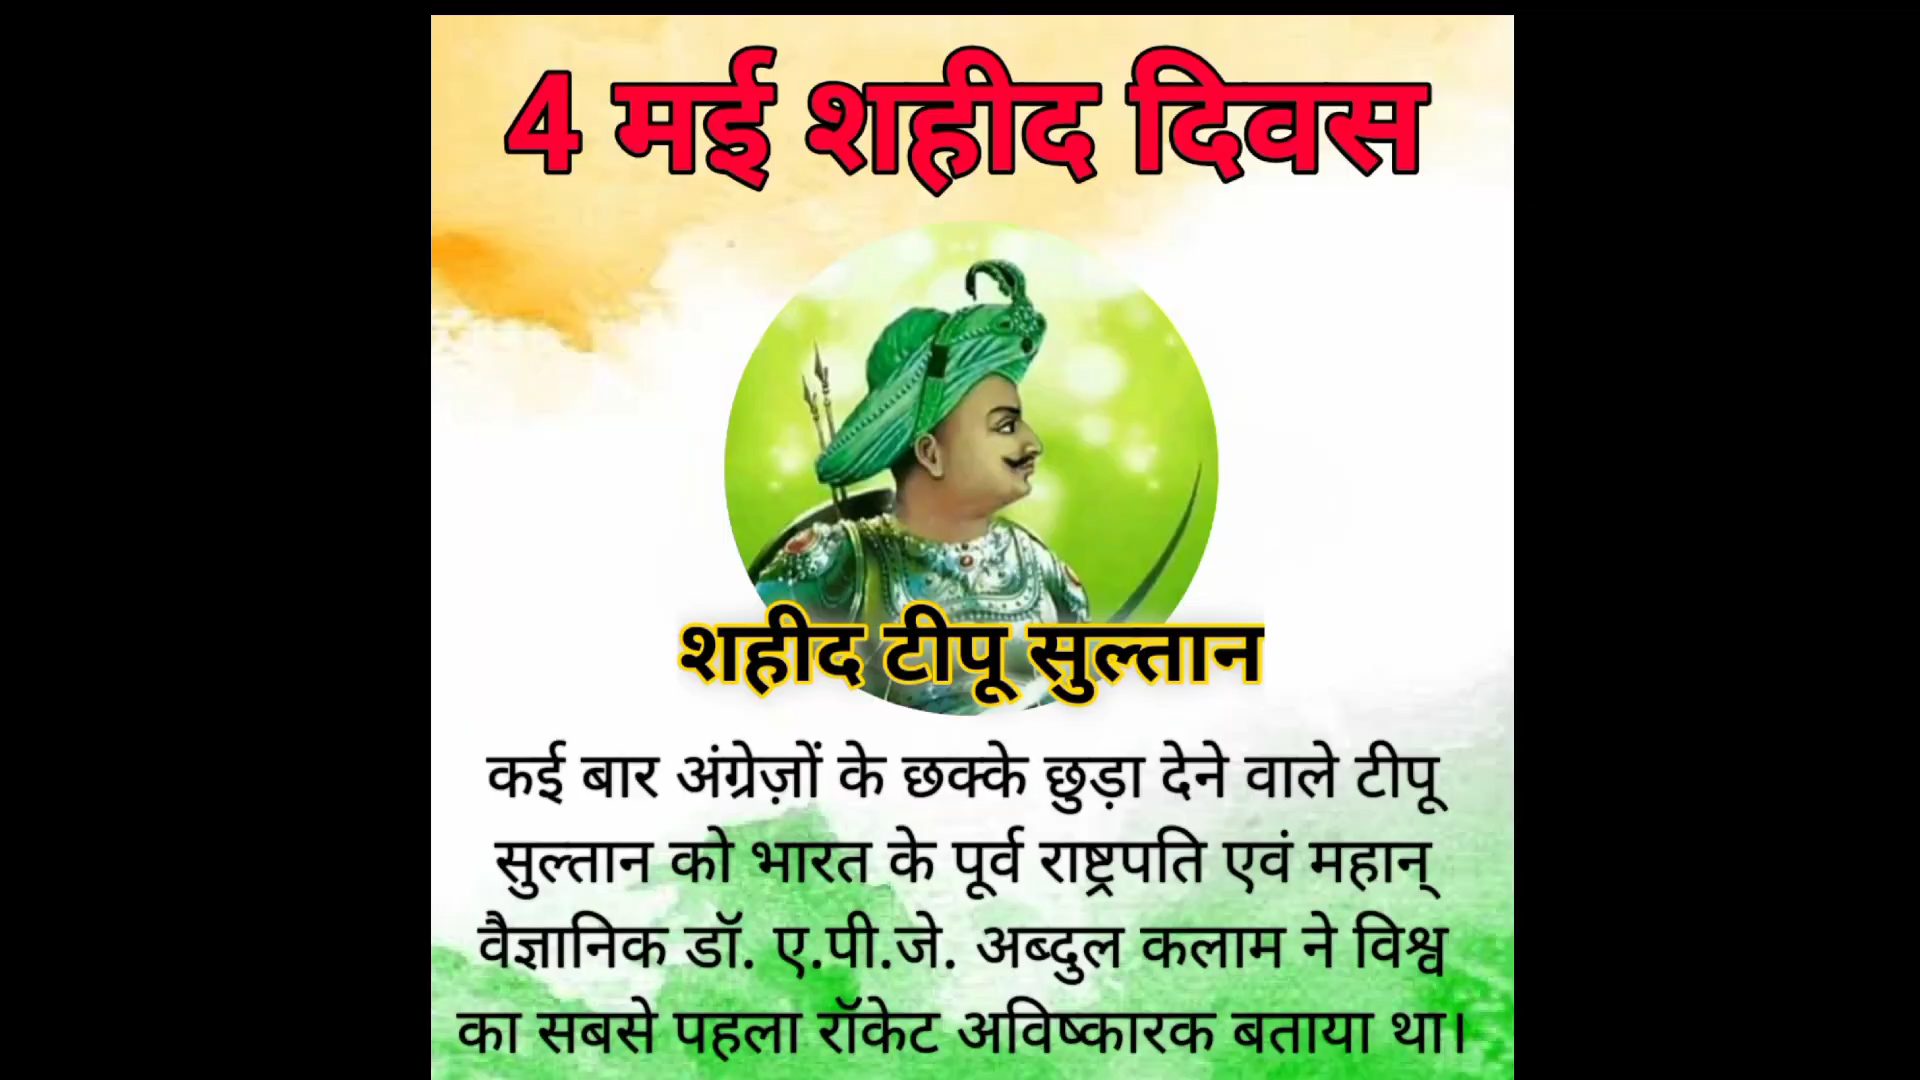 4 मई शहीद दिवस
शहीद टीपू सुल्तान
कई बार अंग्रेज़ों के छक्के छुड़ा देने वाले टीपू
सुल्तान को भारत के पूर्व राष्ट्रपति एवं महान्
वैज्ञानिक डॉ. ए.पी.जे. अब्दुल कलाम ने विश्व
का सबसे पहला रॉकेट अविष्कारक बताया था।